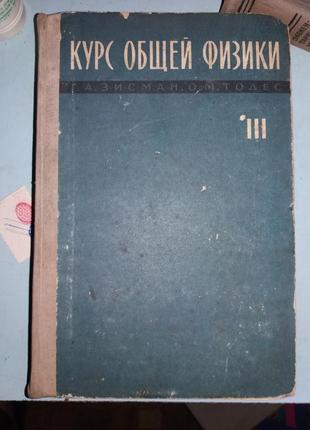 КУРС ОБЩЕЙ ФИЗИКИ
Г. А. ЗИСМАН, О. М. ТОДЕС
III